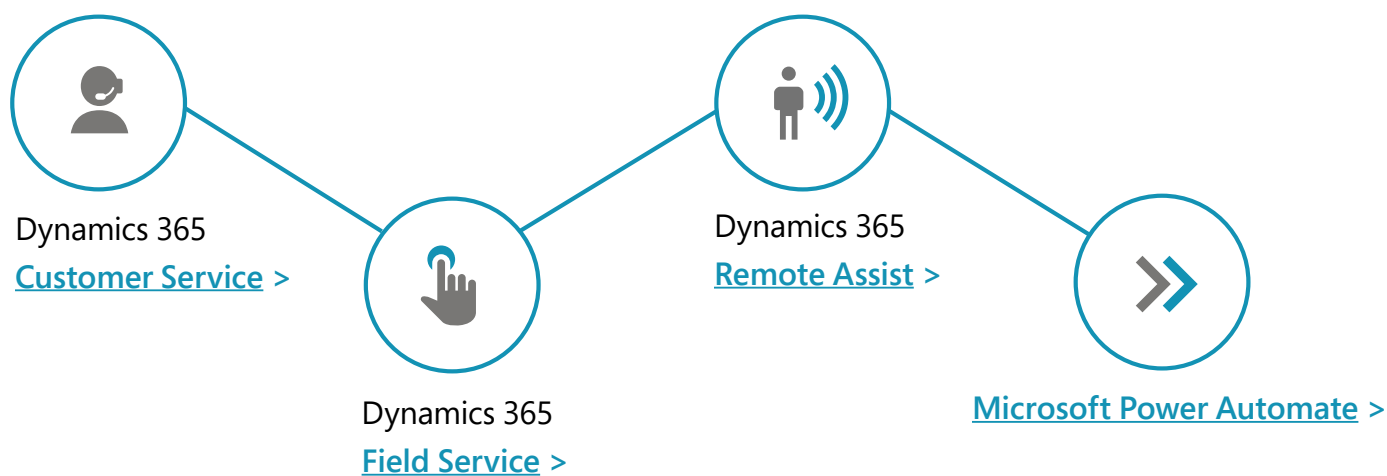 Dynamics 365
Customer Service >
Dynamics 365
Field Service >
Dynamics 365
Remote Assist >
Microsoft Power Automate >